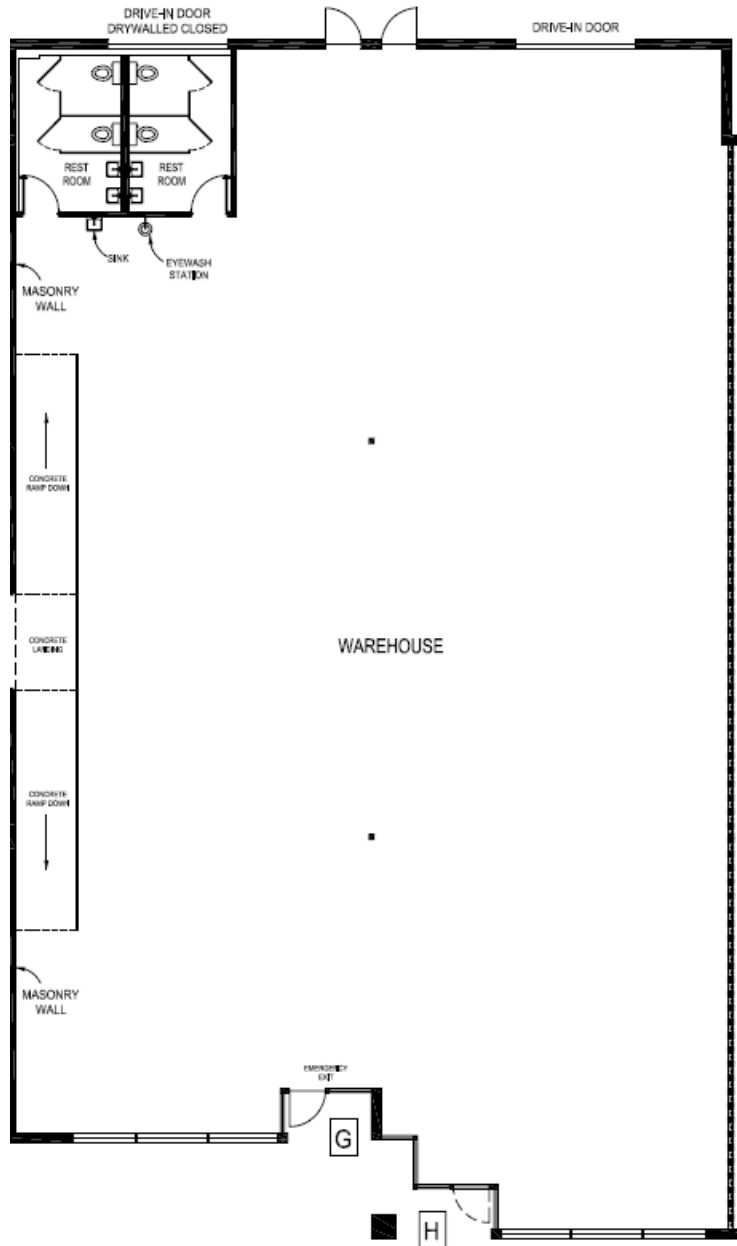 DRIVE-IN DOOR
DRYWALLED CLOSED
DRIVE-IN DOOR
REST
ROOM
REST
ROOM
SINK
EYEWASH
STATION
MASONRY
WALL
CONCRETE
RAMP DOWN
CONCRETE
LANDING
WAREHOUSE
CONCRETE
RAMP DOWN
MASONRY
WALL
EMERGENCY
EXIT
G
H